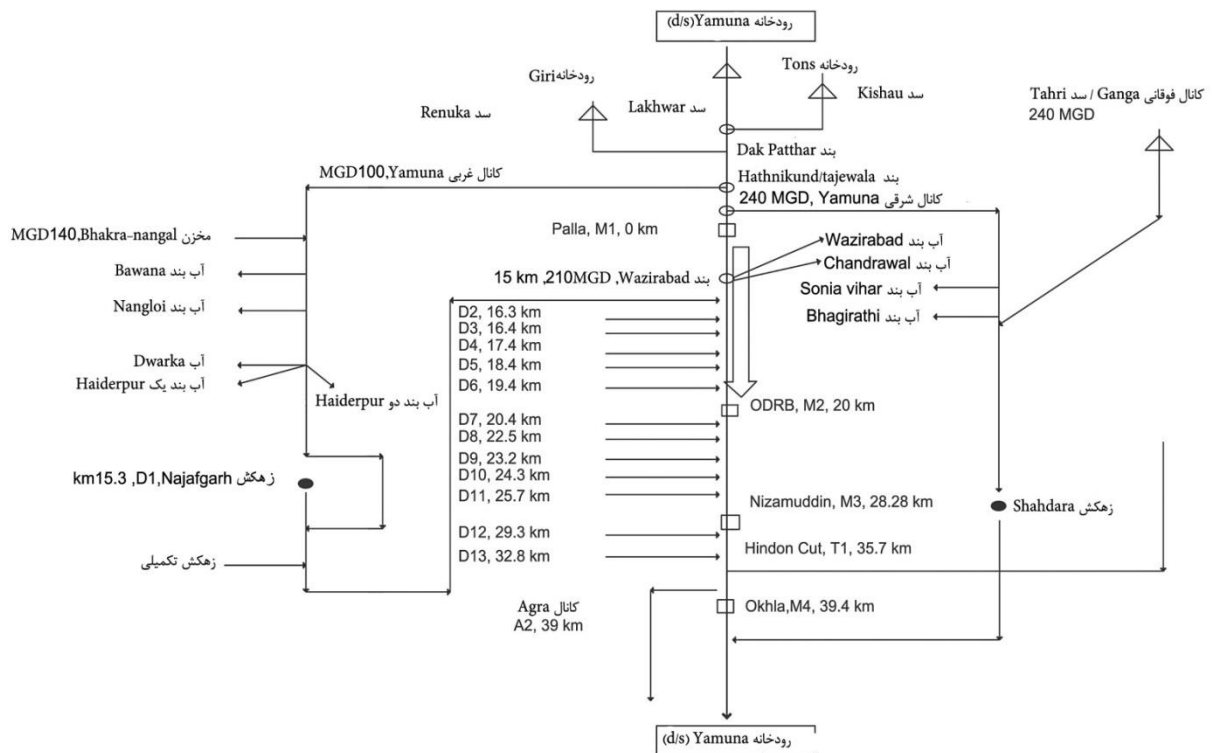 رودخانه Yamuna(d/s)
رودخانه Tons
رودخانه Giri
سد Kishau
سد Lakhwar
سد Renuka
کانال فوقانی Ganga / سد Tahri
240 MGD
بند Dak Patthar
بند Hathnikund/tajewala
کانال غربی MGD100,Yamuna
کانال شرقی 240 MGD, Yamuna
Palla, M1, 0 km
مخزن MGD140,Bhakra-nangal
آب بند Wazirabad
آب بند Chandrawal
آب بند Bawana
بند 15 km ,210MGD ,Wazirabad
آب بند Sonia vihar
آب بند Nangloi
آب بند Bhagirathi
D2, 16.3 km
D3, 16.4 km
D4, 17.4 km
D5, 18.4 km
D6, 19.4 km
آب Dwarka
آب بند یک Haiderpur
آب بند دو Haiderpur
ODRB, M2, 20 km
D7, 20.4 km
D8, 22.5 km
D9, 23.2 km
D10, 24.3 km
D11, 25.7 km
زهکش km15.3 ,D1,Najafgarh
Nizamuddin, M3, 28.28 km
زهکش Shahdara
D12, 29.3 km
D13, 32.8 km
Hindon Cut, T1, 35.7 km
زهکش تکمیلی
کانال Agra
A2, 39 km
Okhla,M4, 39.4 km
رودخانه Yamuna (d/s)